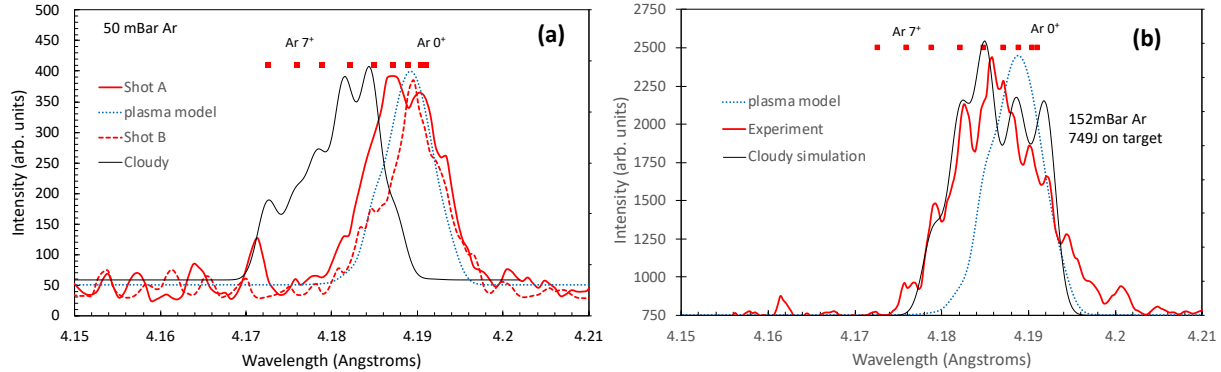 (a)
50 mBar Ar
Ar 7+
Ar 0+
Shot A
plasma model
Shot B
Cloudy
Intensity (arb. units)
500
450
400
350
300
250
200
150
100
50
0
4.15
4.16
4.17
4.18
4.19
4.2
4.21
Wavelength (Angstroms)
(b)
Ar 7+
Ar 0+
plasma model
Experiment
Cloudy simulation
152mBar Ar
749J on target
Intensity (arb. units)
2750
2500
2250
2000
1750
1500
1250
1000
750
4.15
4.16
4.17
4.18
4.19
4.2
4.21
Wavelength (Angstroms)